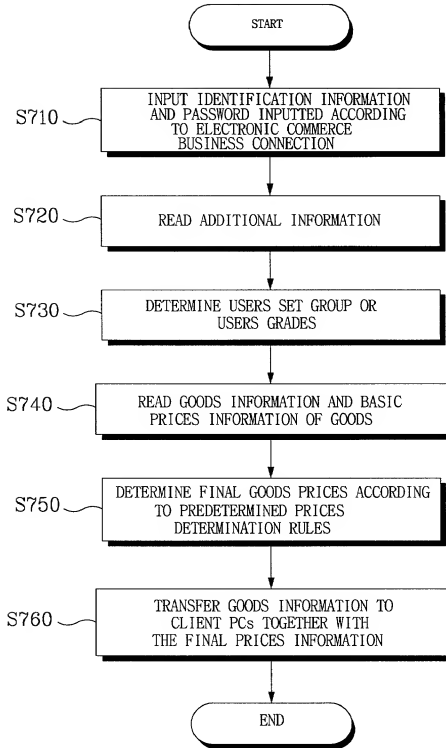 START
S710
INPUT IDENTIFICATION INFORMATION
AND PASSWORD INPUTTED ACCORDING
TO ELECTRONIC COMMERCE
BUSINESS CONNECTION
S720
READ ADDITIONAL INFORMATION
S730
DETERMINE USERS SET GROUP OR
USERS GRADES
S740
READ GOODS INFORMATION AND BASIC
PRICES INFORMATION OF GOODS
S750
DETERMINE FINAL GOODS PRICES ACCORDING
TO PREDETERMINED PRICES
DETERMINATION RULES
S760
TRANSFER GOODS INFORMATION TO
CLIENT PCs TOGETHER WITH
THE FINAL PRICES INFORMATION
END